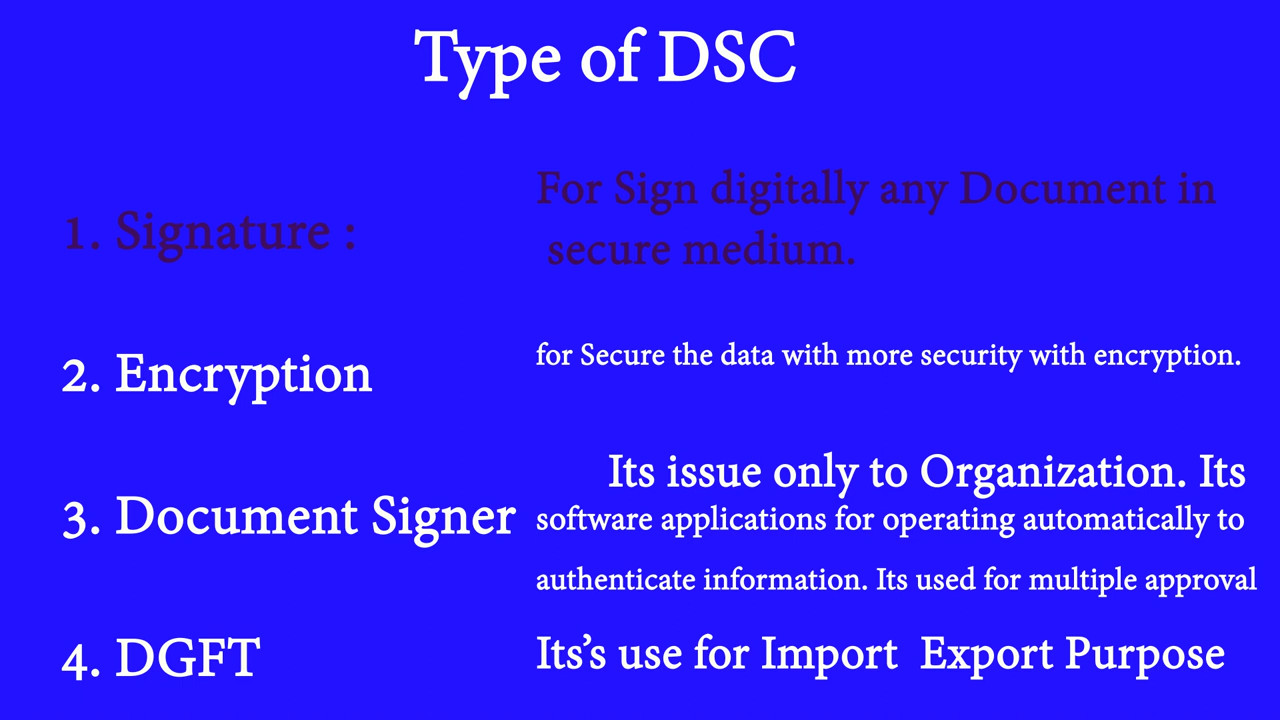 Type of DSC
1. Signature :
For Sign digitally any Document in
secure medium.
2. Encryption
for Secure the data with more security with encryption.
3. Document Signer
Its issue only to Organization. Its
software applications for operating automatically to
authenticate information. Its used for multiple approval
4. DGFT
Its’s use for Import Export Purpose